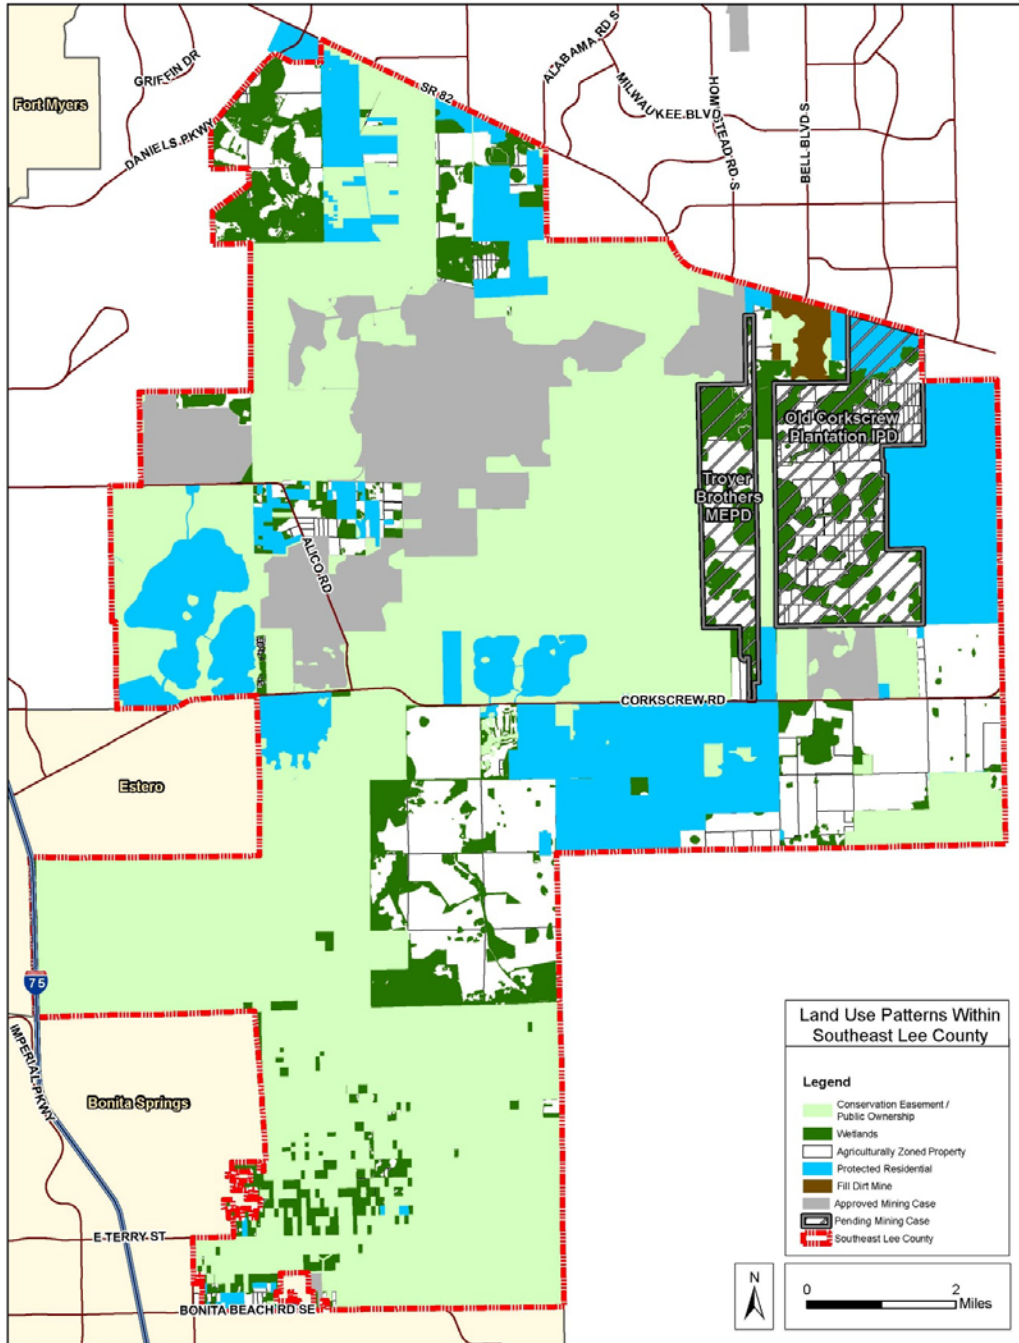 GRIFFIN DR
ALABAMA RD S
Fort Myers
SR 82
MILWAUKEE BLVD
HOMESTEAD RD S
BELL BLVD S
DANIELS PKWY
Old Corkscrew
Plantation IPD
Troyer
Brothers
MEPD
ALICO RD
CORKSCREW RD
Estero
75
IMPERIAL PKWY
Bonita Springs
E TERRY ST
BONITA BEACH RD SE
Land Use Patterns Within
Southeast Lee County
Legend
Conservation Easement /
Public Ownership
Wetlands
Agriculturally Zoned Property
Protected Residential
Fill Dirt Mine
Approved Mining Case
Pending Mining Case
Southeast Lee County
N
0 2
Miles